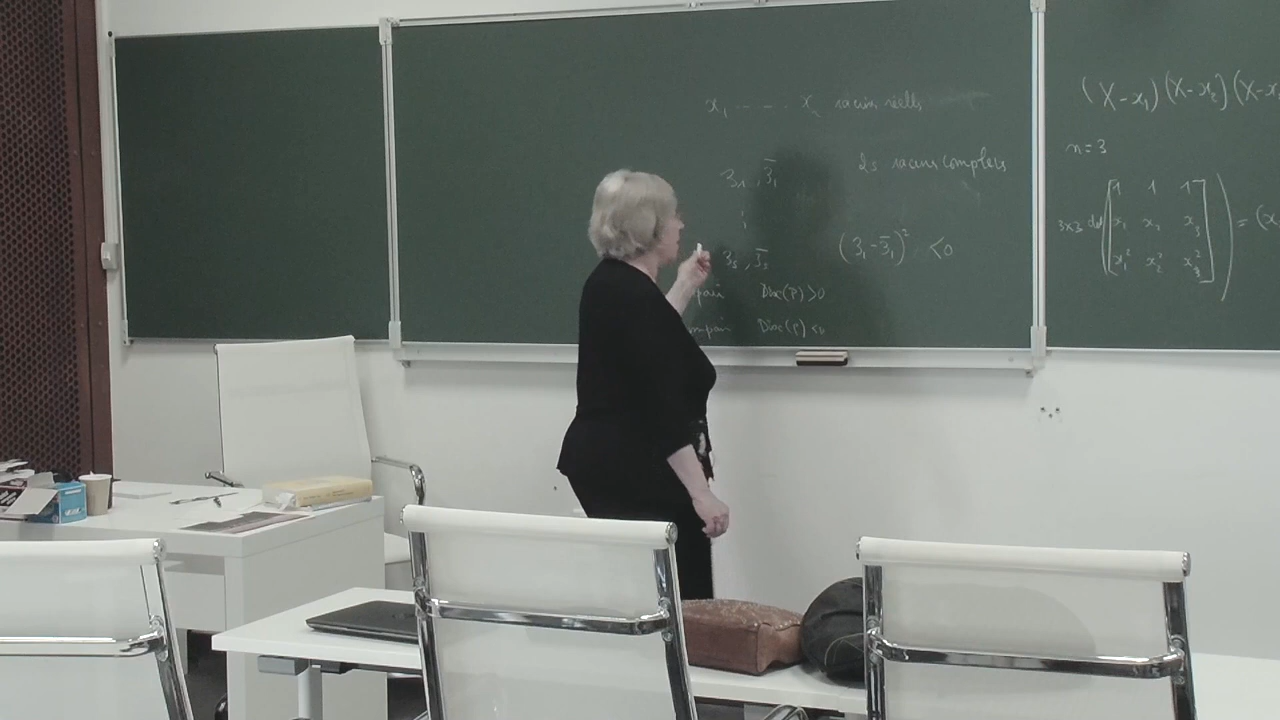 x₁ - - - . x racines réelles
2s racines complexes
𝔷₁, 𝔷̄₁
⋮
𝔷ₛ, 𝔷̄ₛ
(𝔷₁ - 𝔷̄₁)² < 0
pair Disc(P) > 0
impair Disc(P) < 0
(X - x₁)(X - x₂)(X - x
n = 3
3x3 det
1 1 1
x₁ x₂ x₃
x₁² x₂² x₃²
= (x